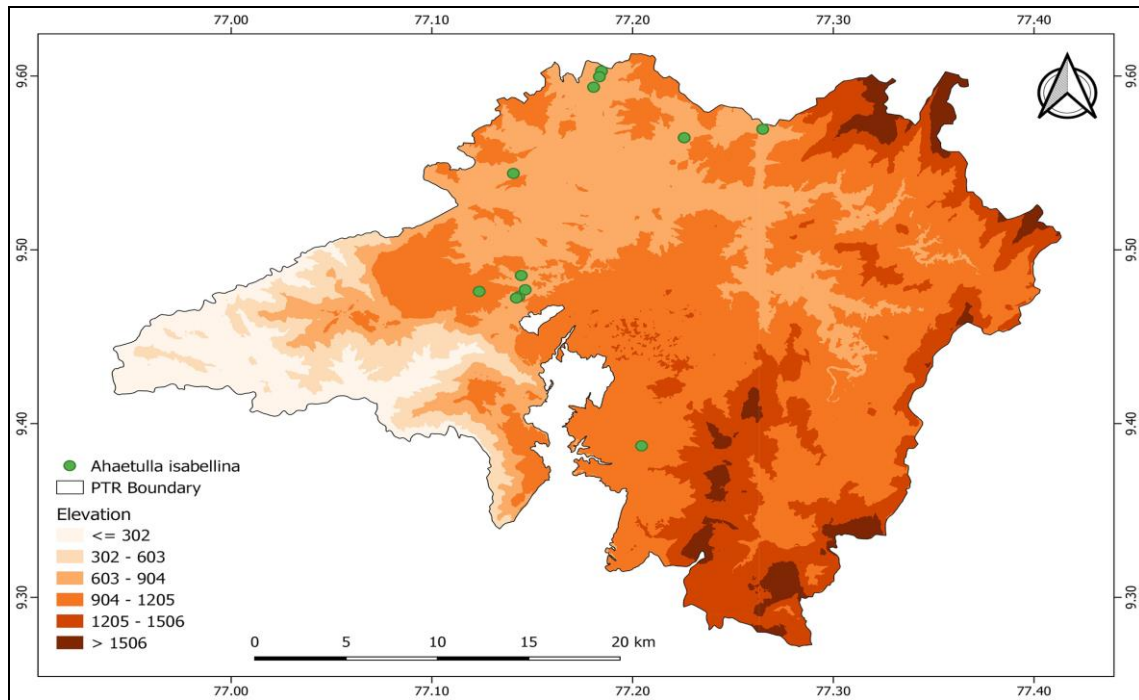 77.00 77.10 77.20 77.30 77.40
9.60 9.60
9.50 9.50
9.40 9.40
9.30 9.30
Ahaetulla isabellina
PTR Boundary
Elevation
<= 302
302 - 603
603 - 904
904 - 1205
1205 - 1506
> 1506
0 5 10 15 20 km
77.00 77.10 77.20 77.30 77.40